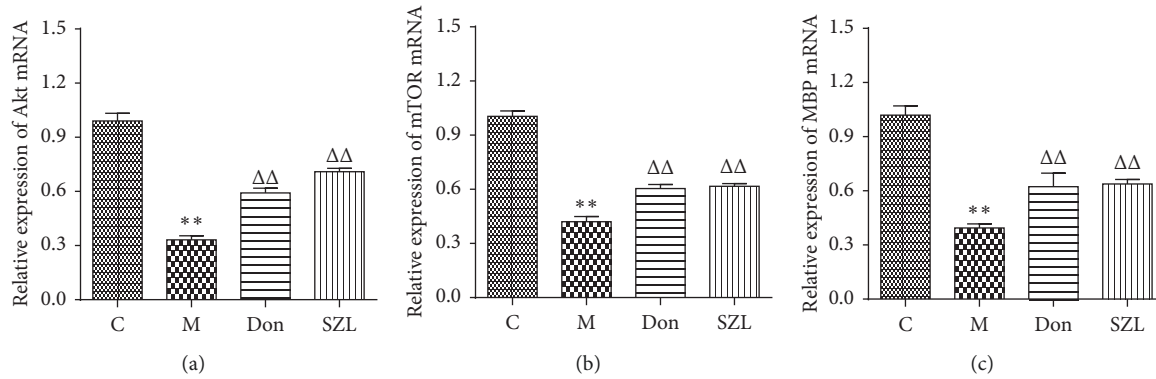 Relative expression of Akt mRNA
1.5
1.2
0.9
0.6
0.3
0.0
**
ΔΔ
ΔΔ
C M Don SZL
(a)
Relative expression of mTOR mRNA
1.5
1.2
0.9
0.6
0.3
0.0
**
ΔΔ
ΔΔ
C M Don SZL
(b)
Relative expression of MBP mRNA
1.5
1.2
0.9
0.6
0.3
0.0
**
ΔΔ
ΔΔ
C M Don SZL
(c)